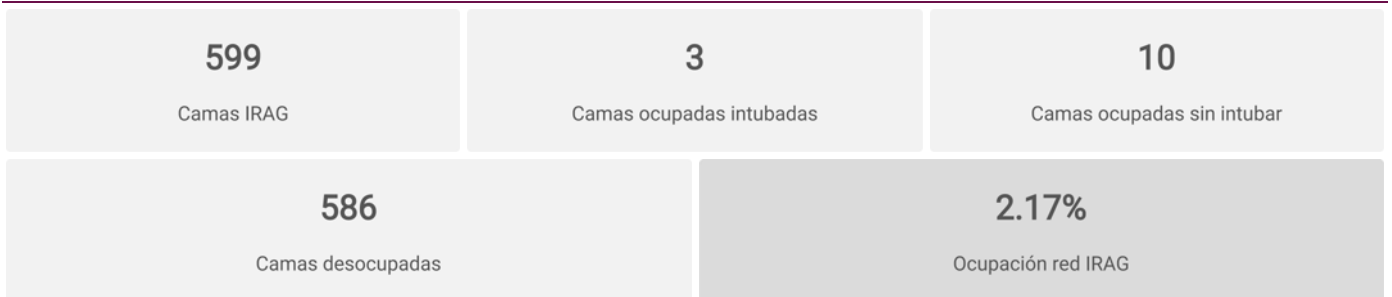 599
Camas IRAG
3
Camas ocupadas intubadas
10
Camas ocupadas sin intubar
586
Camas desocupadas
2.17%
Ocupación red IRAG